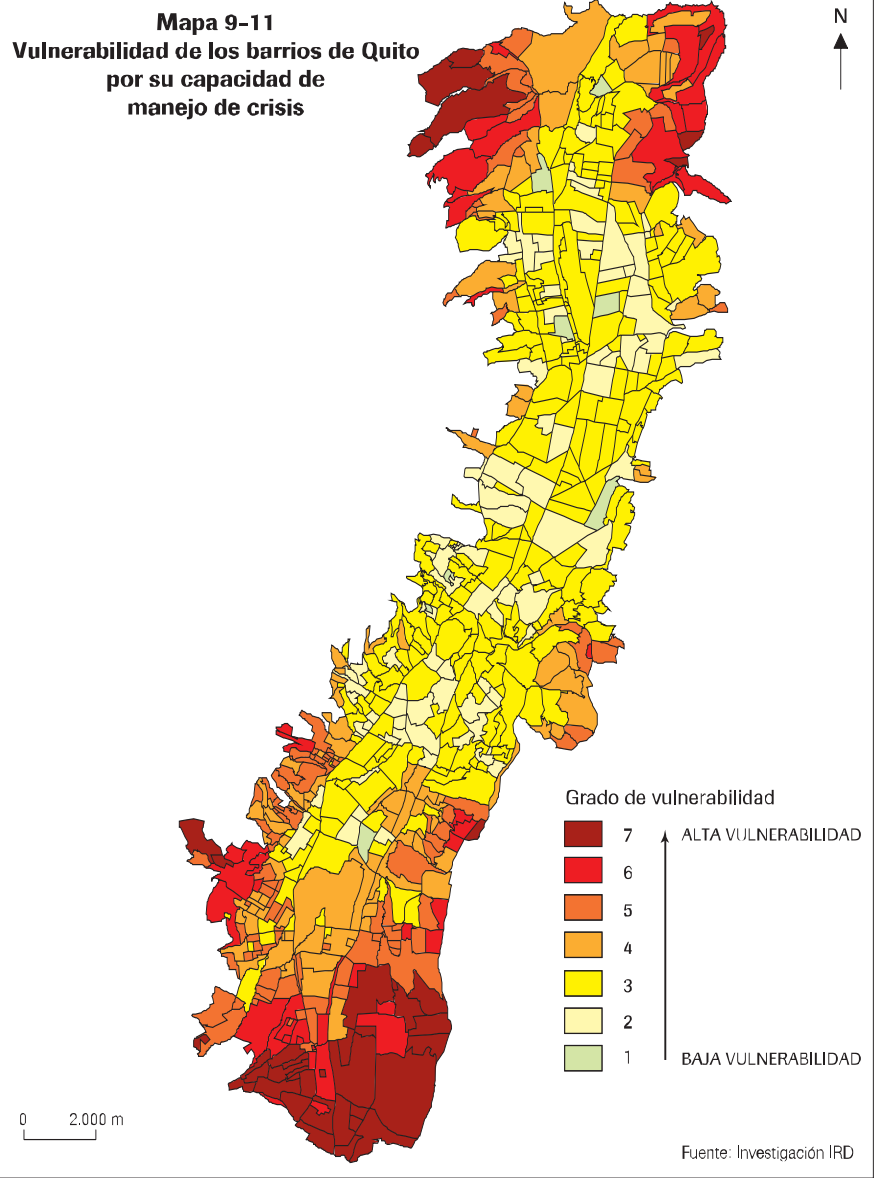 Mapa 9-11
Vulnerabilidad de los barrios de Quito
por su capacidad de
manejo de crisis
N
Grado de vulnerabilidad
7 ALTA VULNERABILIDAD
6
5
4
3
2
1 BAJA VULNERABILIDAD
0 2.000 m
Fuente: Investigación IRD